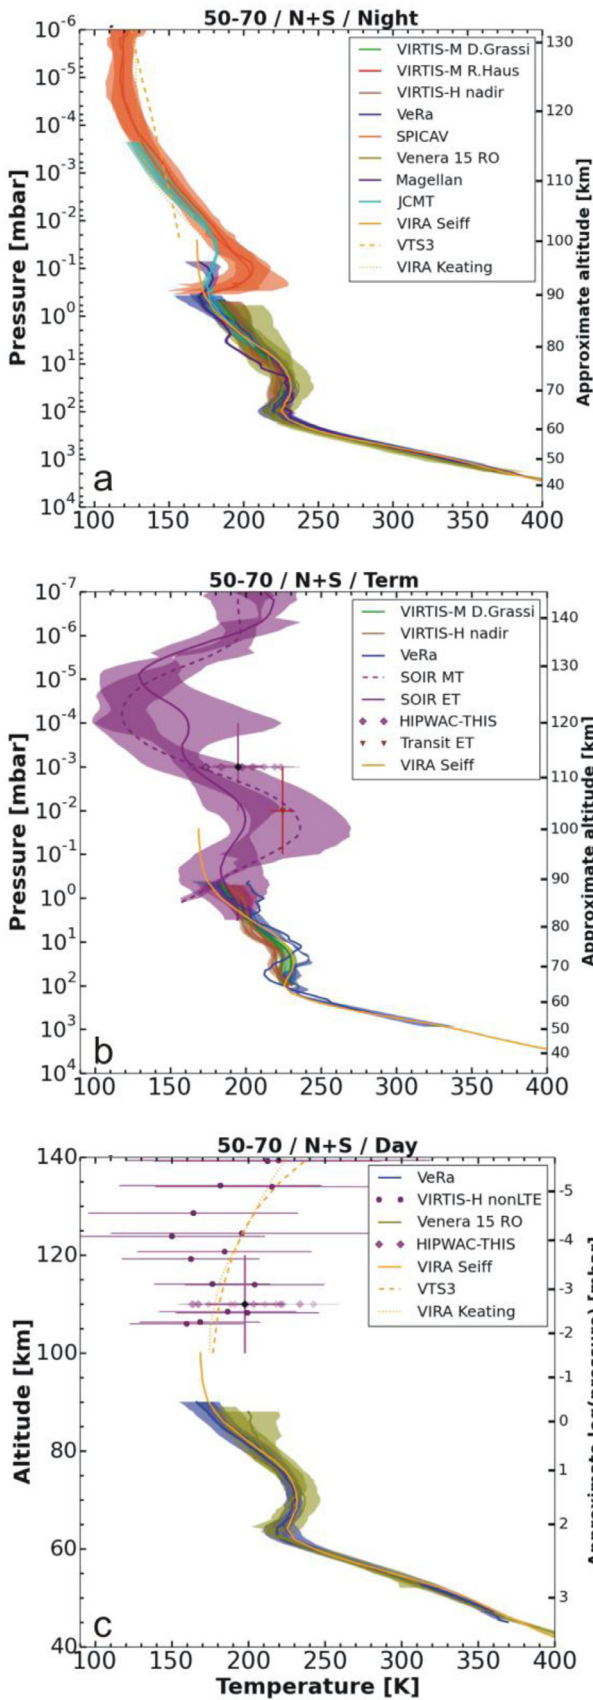 50-70 / N+S / Night
10^-6
10^-5
10^-4
10^-3
10^-2
10^-1
10^0
10^1
10^2
10^3
10^4
Pressure [mbar]
VIRTIS-M D.Grassi
VIRTIS-M R.Haus
VIRTIS-H nadir
VeRa
SPICAV
Venera 15 RO
Magellan
JCMT
VIRA Seiff
VTS3
VIRA Keating
130
120
110
100
90
80
70
60
50
40
Approximate altitude [km]
a
100 150 200 250 300 350 400
50-70 / N+S / Term
10^-7
10^-6
10^-5
10^-4
10^-3
10^-2
10^-1
10^0
10^1
10^2
10^3
10^4
Pressure [mbar]
VIRTIS-M D.Grassi
VIRTIS-H nadir
VeRa
SOIR MT
SOIR ET
HIPWAC-THIS
Transit ET
VIRA Seiff
140
130
120
110
100
90
80
70
60
50
40
Approximate altitude [km]
b
100 150 200 250 300 350 400
50-70 / N+S / Day
140
120
100
80
60
40
Altitude [km]
VeRa
VIRTIS-H nonLTE
Venera 15 RO
HIPWAC-THIS
VIRA Seiff
VTS3
VIRA Keating
-5
-4
-3
-2
-1
0
1
2
3
Approximate log(pressure) [mbar]
c
100 150 200 250 300 350 400
Temperature [K]